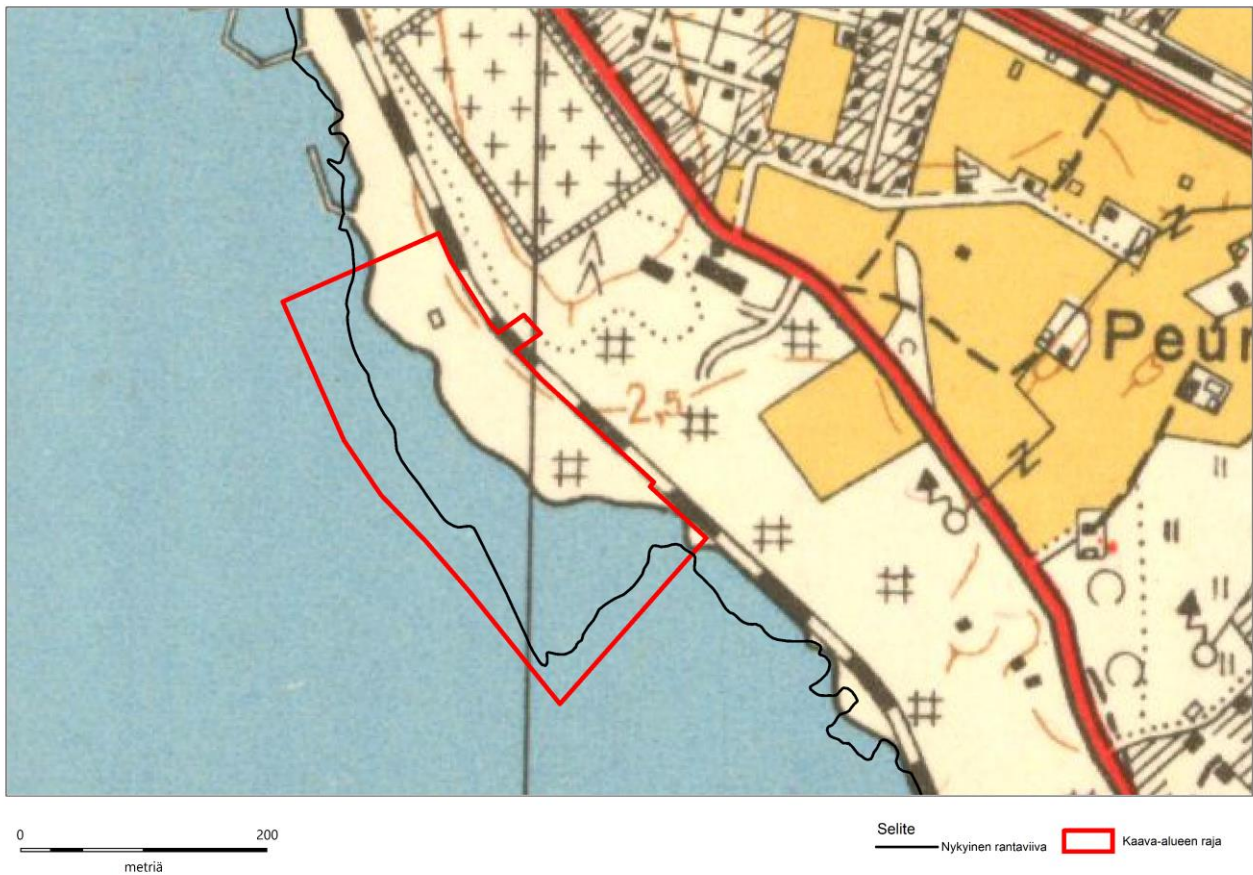 2,5
Peur
0 200
metriä
Selite
Nykyinen rantaviiva
Kaava-alueen raja